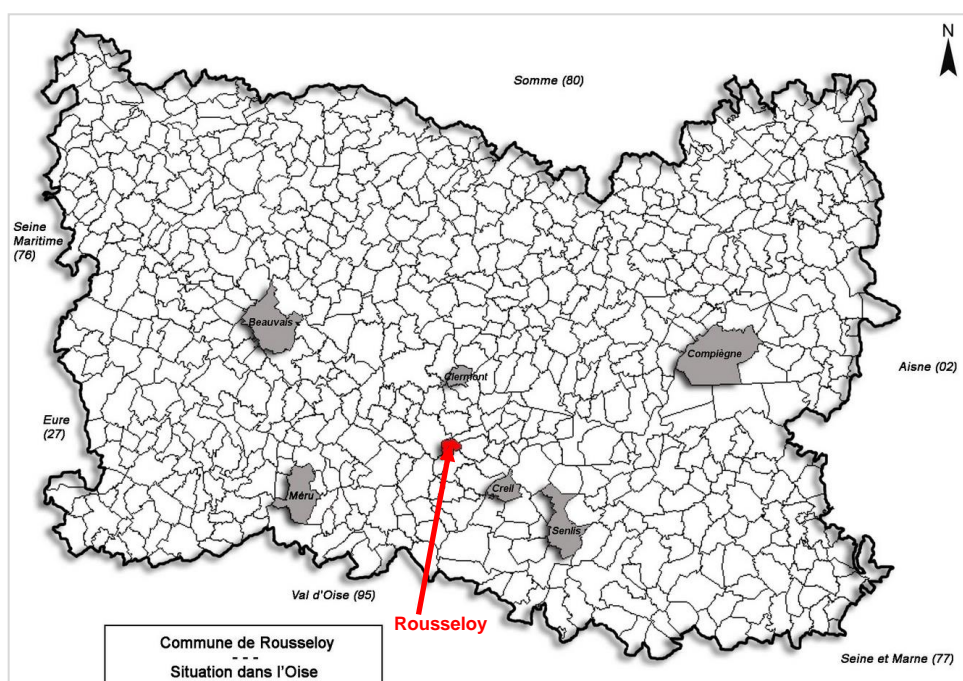 N
Somme (80)
Seine
Maritime
(76)
Beauvais
Compiègne
Aisne (02)
Clermont
Eure
(27)
Méru
Creil
Senlis
Val d'Oise (95)
Rousseloy
Commune de Rousseloy
- - -
Situation dans l'Oise
Seine et Marne (77)